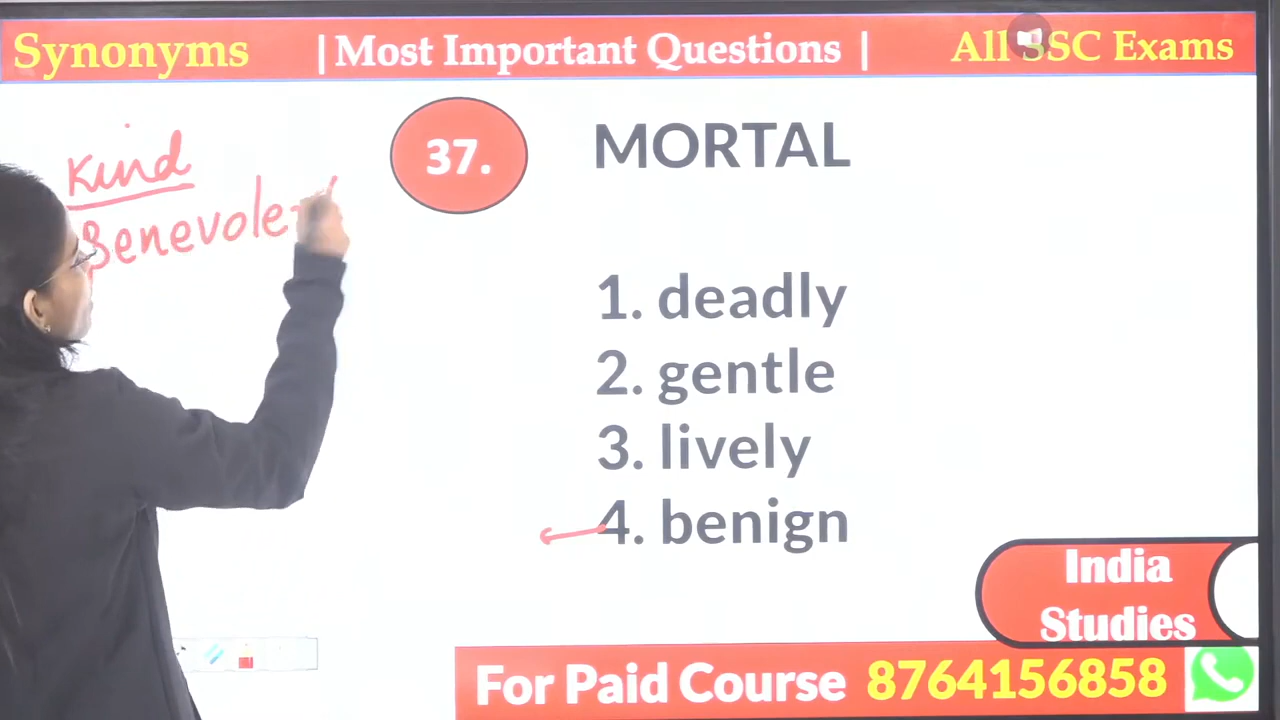 Synonyms | Most Important Questions | All SSC Exams
Kind
37. MORTAL
1. deadly
2. gentle
3. lively
4. benign
India
Studies
For Paid Course 8764156858